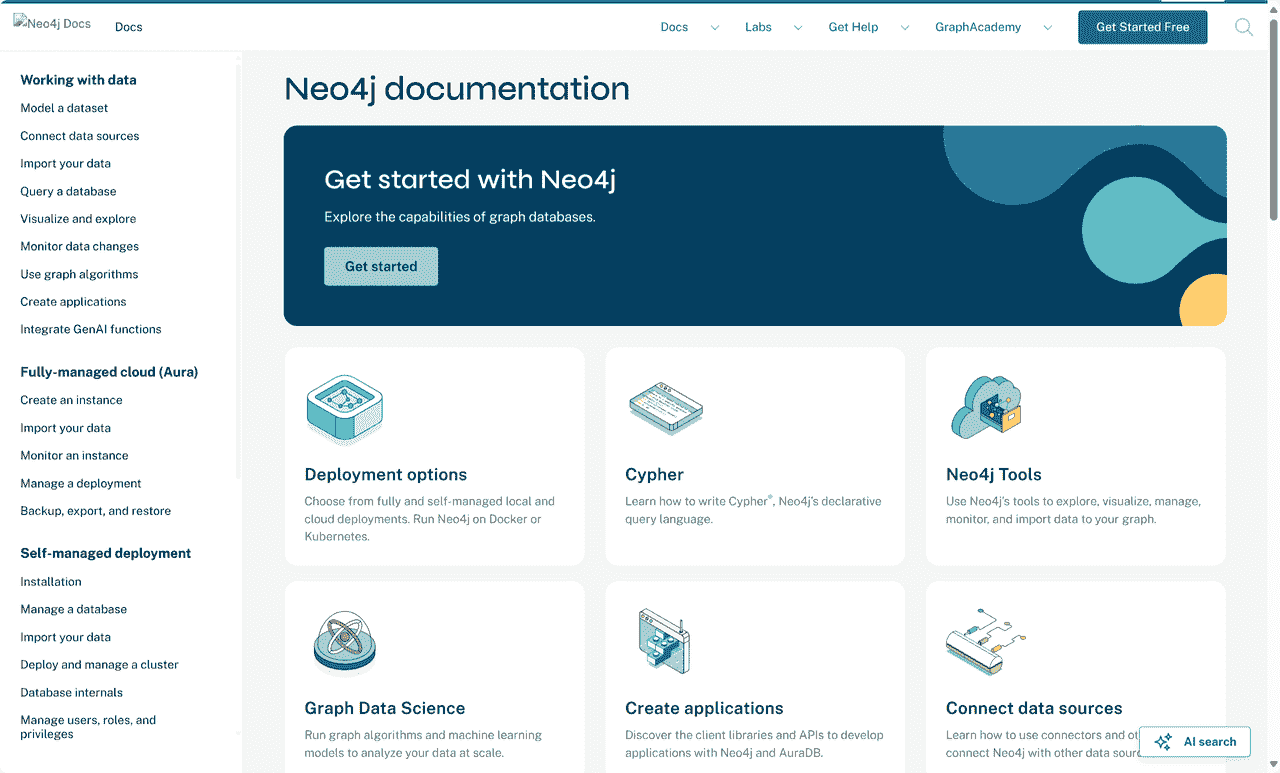 Neo4j Docs
Docs
Docs
Labs
Get Help
GraphAcademy
Get Started Free
Working with data
Model a dataset
Connect data sources
Import your data
Query a database
Visualize and explore
Monitor data changes
Use graph algorithms
Create applications
Integrate GenAI functions
Fully-managed cloud (Aura)
Create an instance
Import your data
Monitor an instance
Manage a deployment
Backup, export, and restore
Self-managed deployment
Installation
Manage a database
Import your data
Deploy and manage a cluster
Database internals
Manage users, roles, and
privileges
Neo4j documentation
Get started with Neo4j
Explore the capabilities of graph databases.
Get started
Deployment options
Choose from fully and self-managed local and
cloud deployments. Run Neo4j on Docker or
Kubernetes.
Cypher
Learn how to write Cypher®, Neo4j's declarative
query language.
Neo4j Tools
Use Neo4j's tools to explore, visualize, manage,
monitor, and import data to your graph.
Graph Data Science
Run graph algorithms and machine learning
models to analyze your data at scale.
Create applications
Discover the client libraries and APIs to develop
applications with Neo4j and AuraDB.
Connect data sources
Learn how to use connectors and
connect Neo4j with other data
AI search